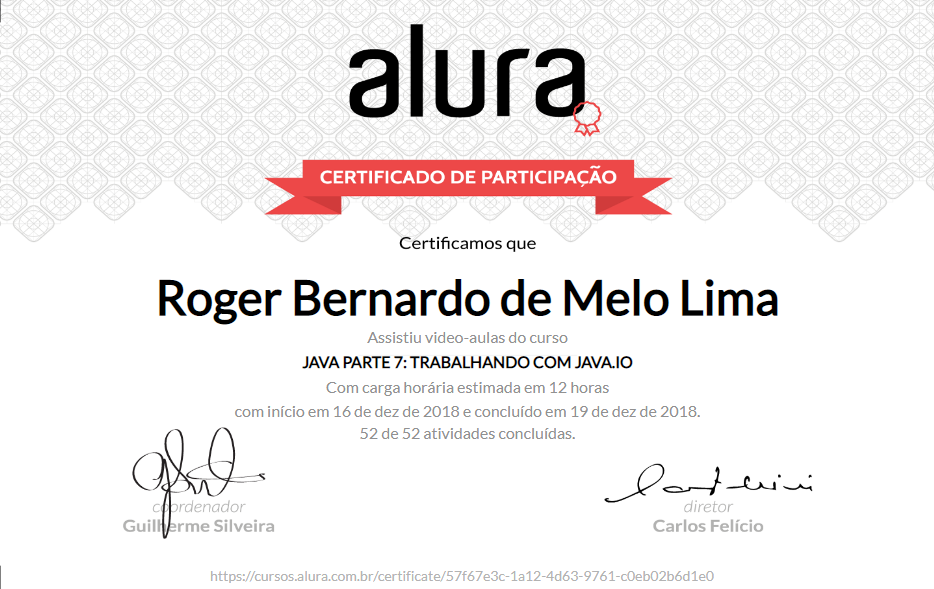 alura
CERTIFICADO DE PARTICIPAÇÃO
Certificamos que
Roger Bernardo de Melo Lima
Assistiu video-aulas do curso
JAVA PARTE 7: TRABALHANDO COM JAVA.IO
Com carga horária estimada em 12 horas
com início em 16 de dez de 2018 e concluído em 19 de dez de 2018.
52 de 52 atividades concluídas.
coordenador
Guilherme Silveira
diretor
Carlos Felício
https://cursos.alura.com.br/certificate/57f67e3c-1a12-4d63-9761-c0eb02b6d1e0